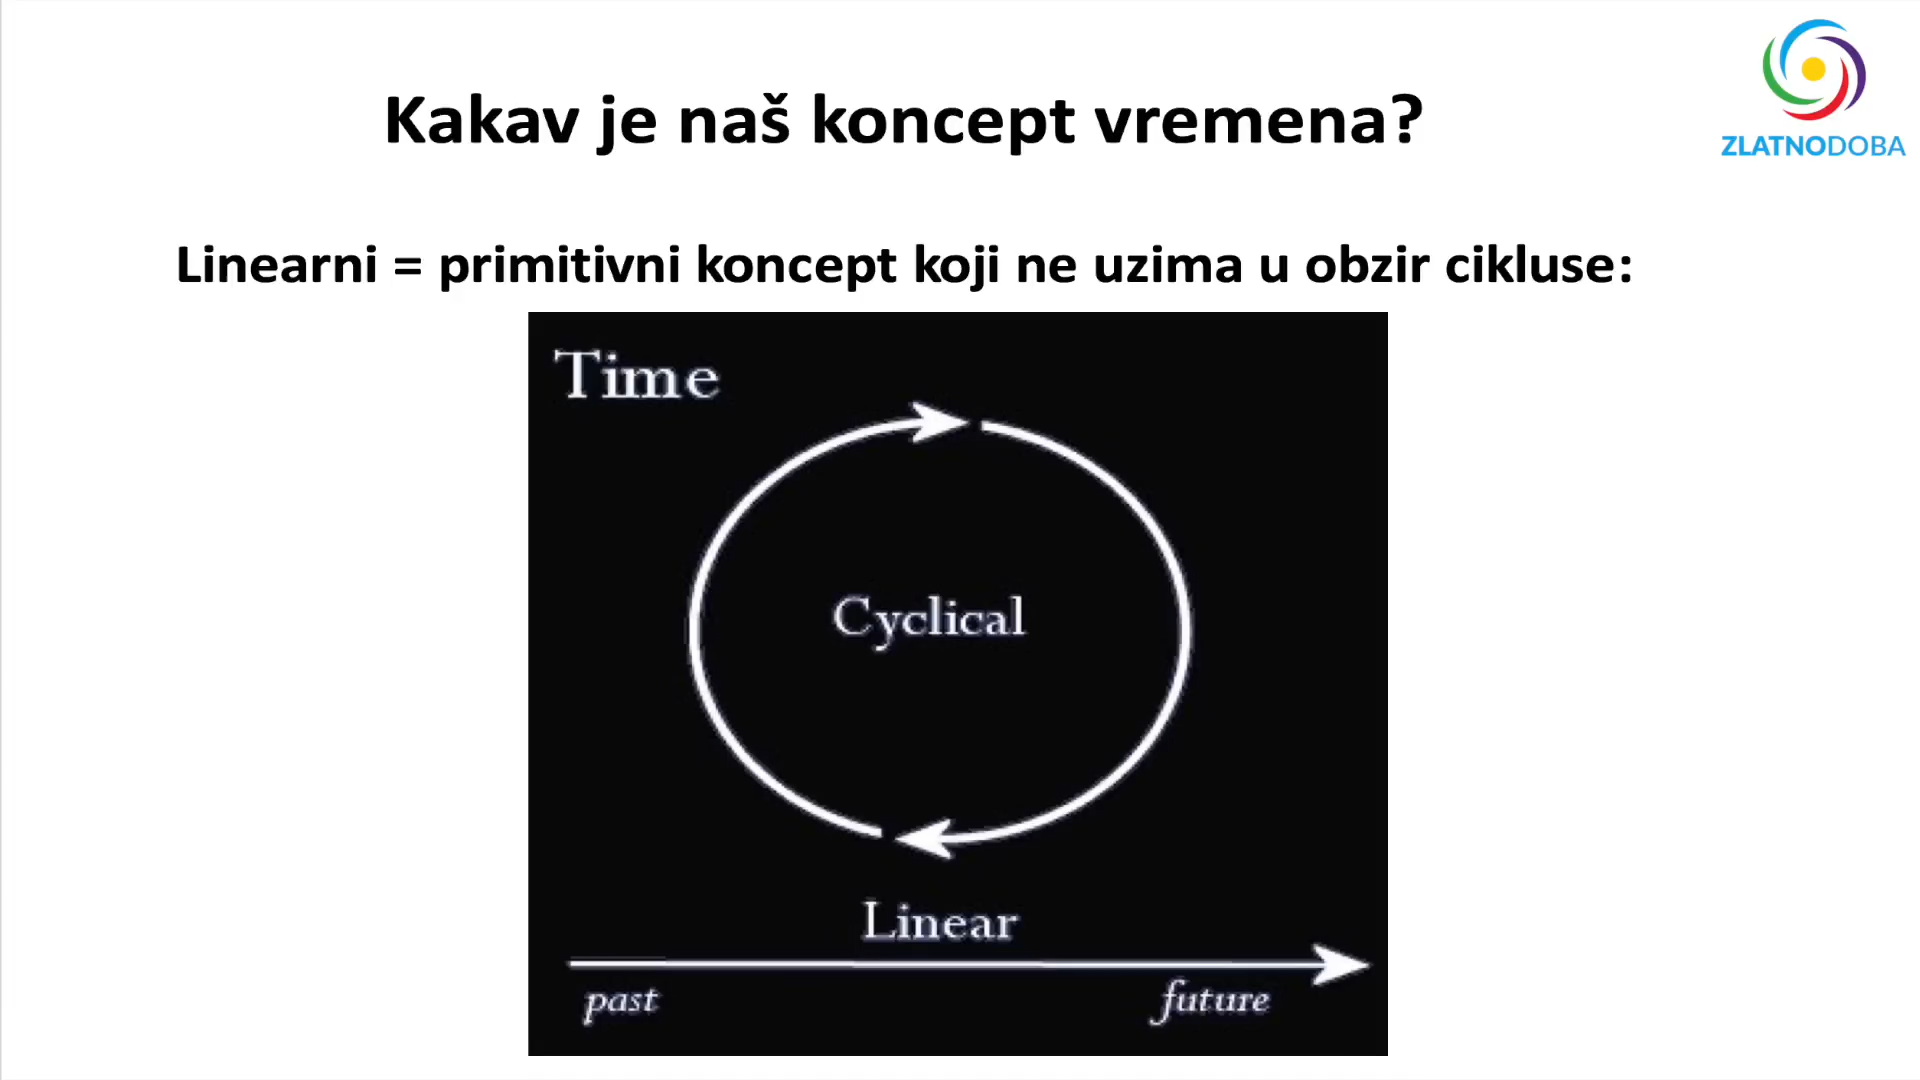 Kakav je naš koncept vremena?
ZLATNODOBA
Linearni = primitivni koncept koji ne uzima u obzir cikluse:
Time
Cyclical
Linear
past future